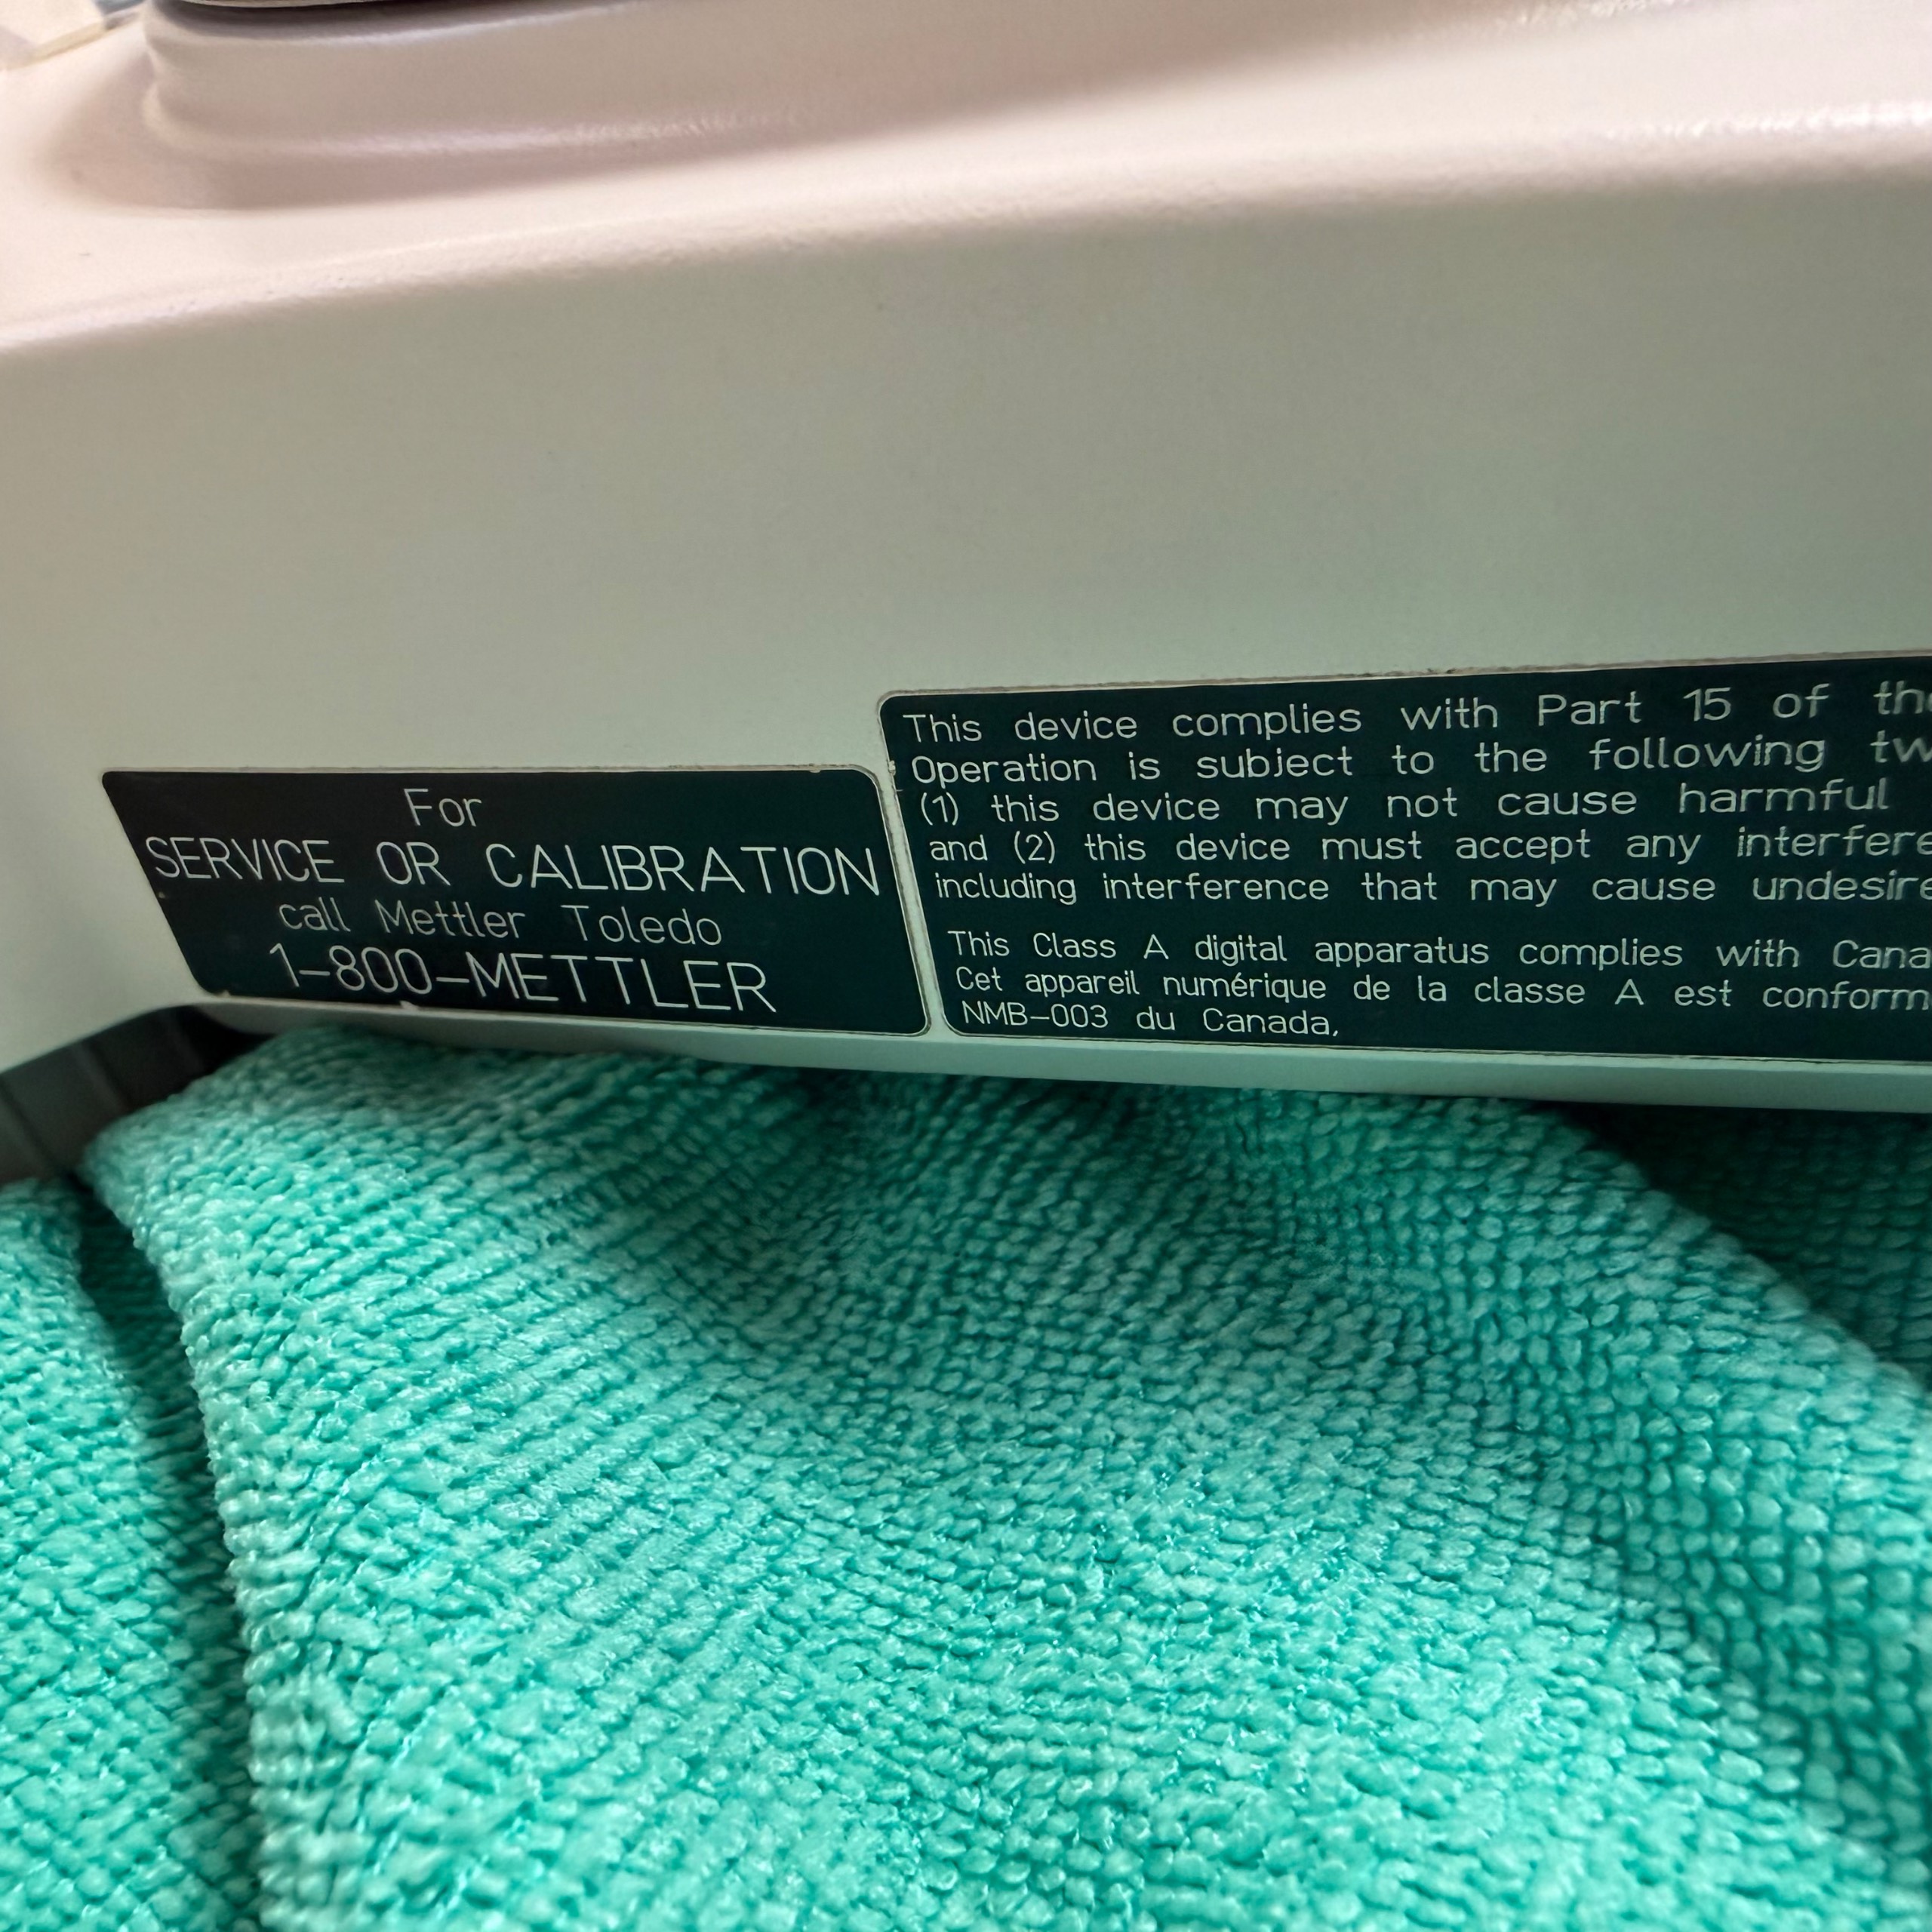 For
SERVICE OR CALIBRATION
call Mettler Toledo
1-800-METTLER
This device complies with Part 15 of the
Operation is subject to the following
(1) this device may not cause harmful
and (2) this device must accept any
including interference that may cause
This Class A digital apparatus complies with
Cet appareil numérique de la classe A est
NMB-003 du Canada.